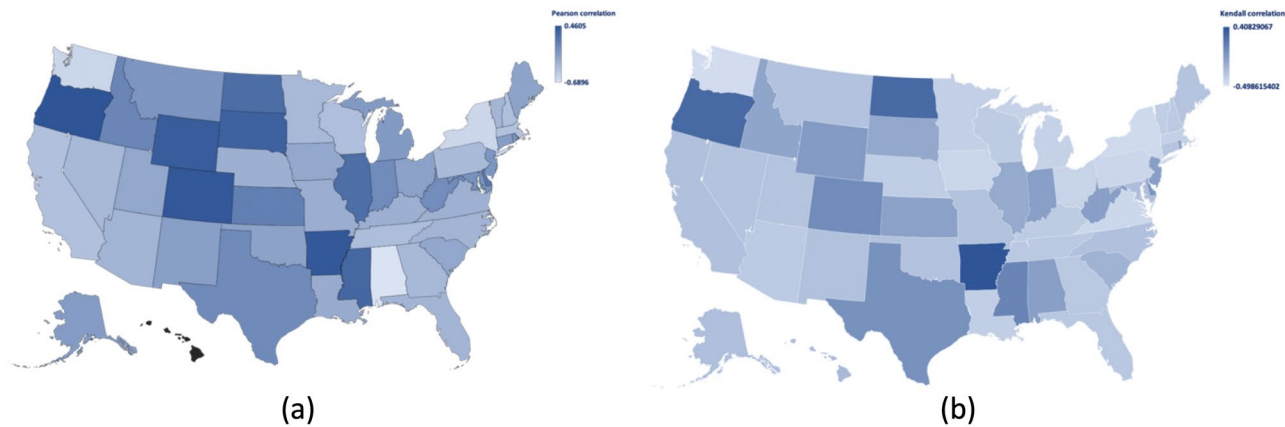 Pearson correlation
0.4605
-0.6896
(a)
Kendall correlation
0.40829067
-0.498615402
(b)